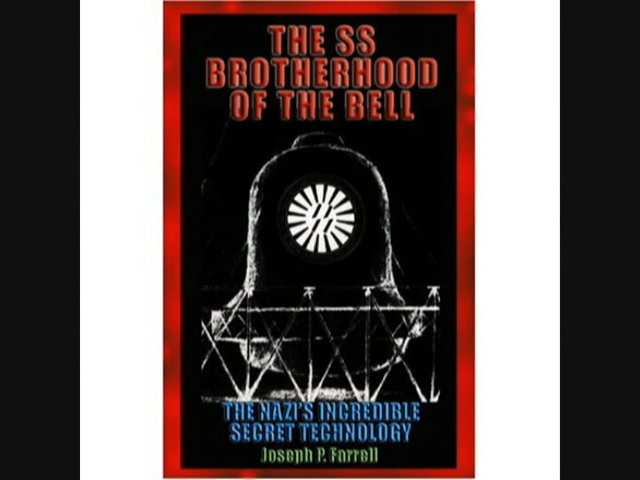 THE SS
BROTHERHOOD
OF THE BELL
THE NAZI'S INCREDIBLE
SECRET TECHNOLOGY
Joseph P. Farrell